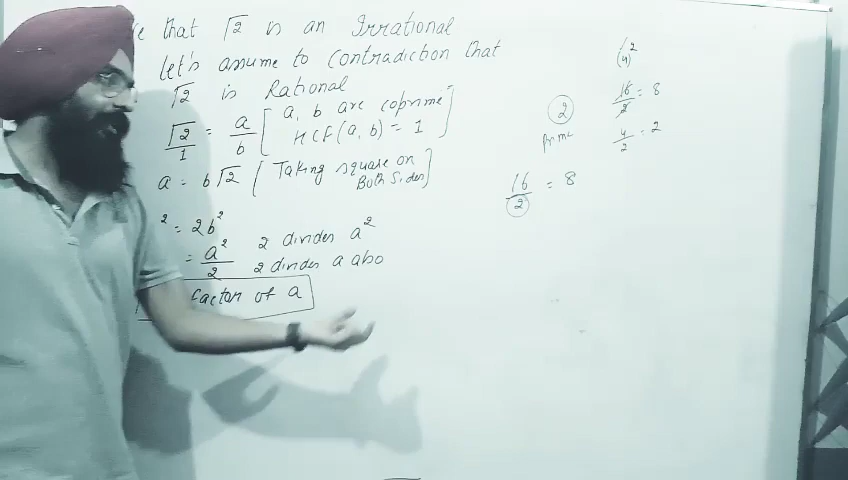 that √2 is an Irrational
let's assume to contradiction that
√2 is Rational
√2/1 = a/b [a, b are coprime
HCF(a, b) = 1]
a = b√2 [Taking square on
Both Sides]
² = 2b²
= a²/2 2 divides a²
2 divides a also
factor of a
(4)²
16/2 = 8
4/2 = 2
2
prime
16/2 = 8